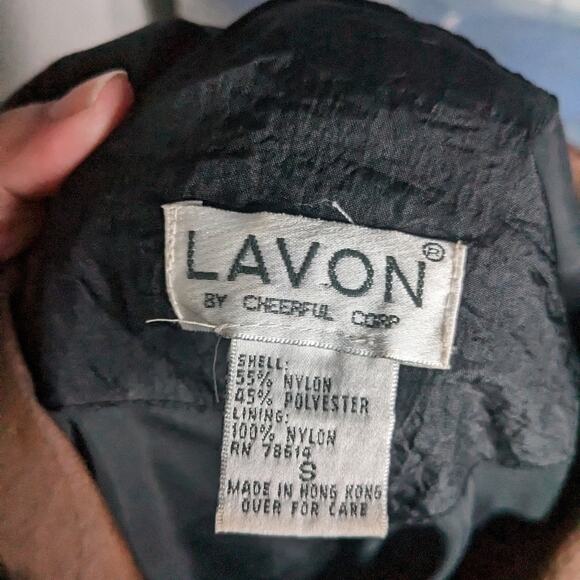 LAVON®
BY CHEERFUL CORP
SHELL:
55% NYLON
45% POLYESTER
LINING:
100% NYLON
RN 78614
S
MADE IN HONG KONG
OVER FOR CARE